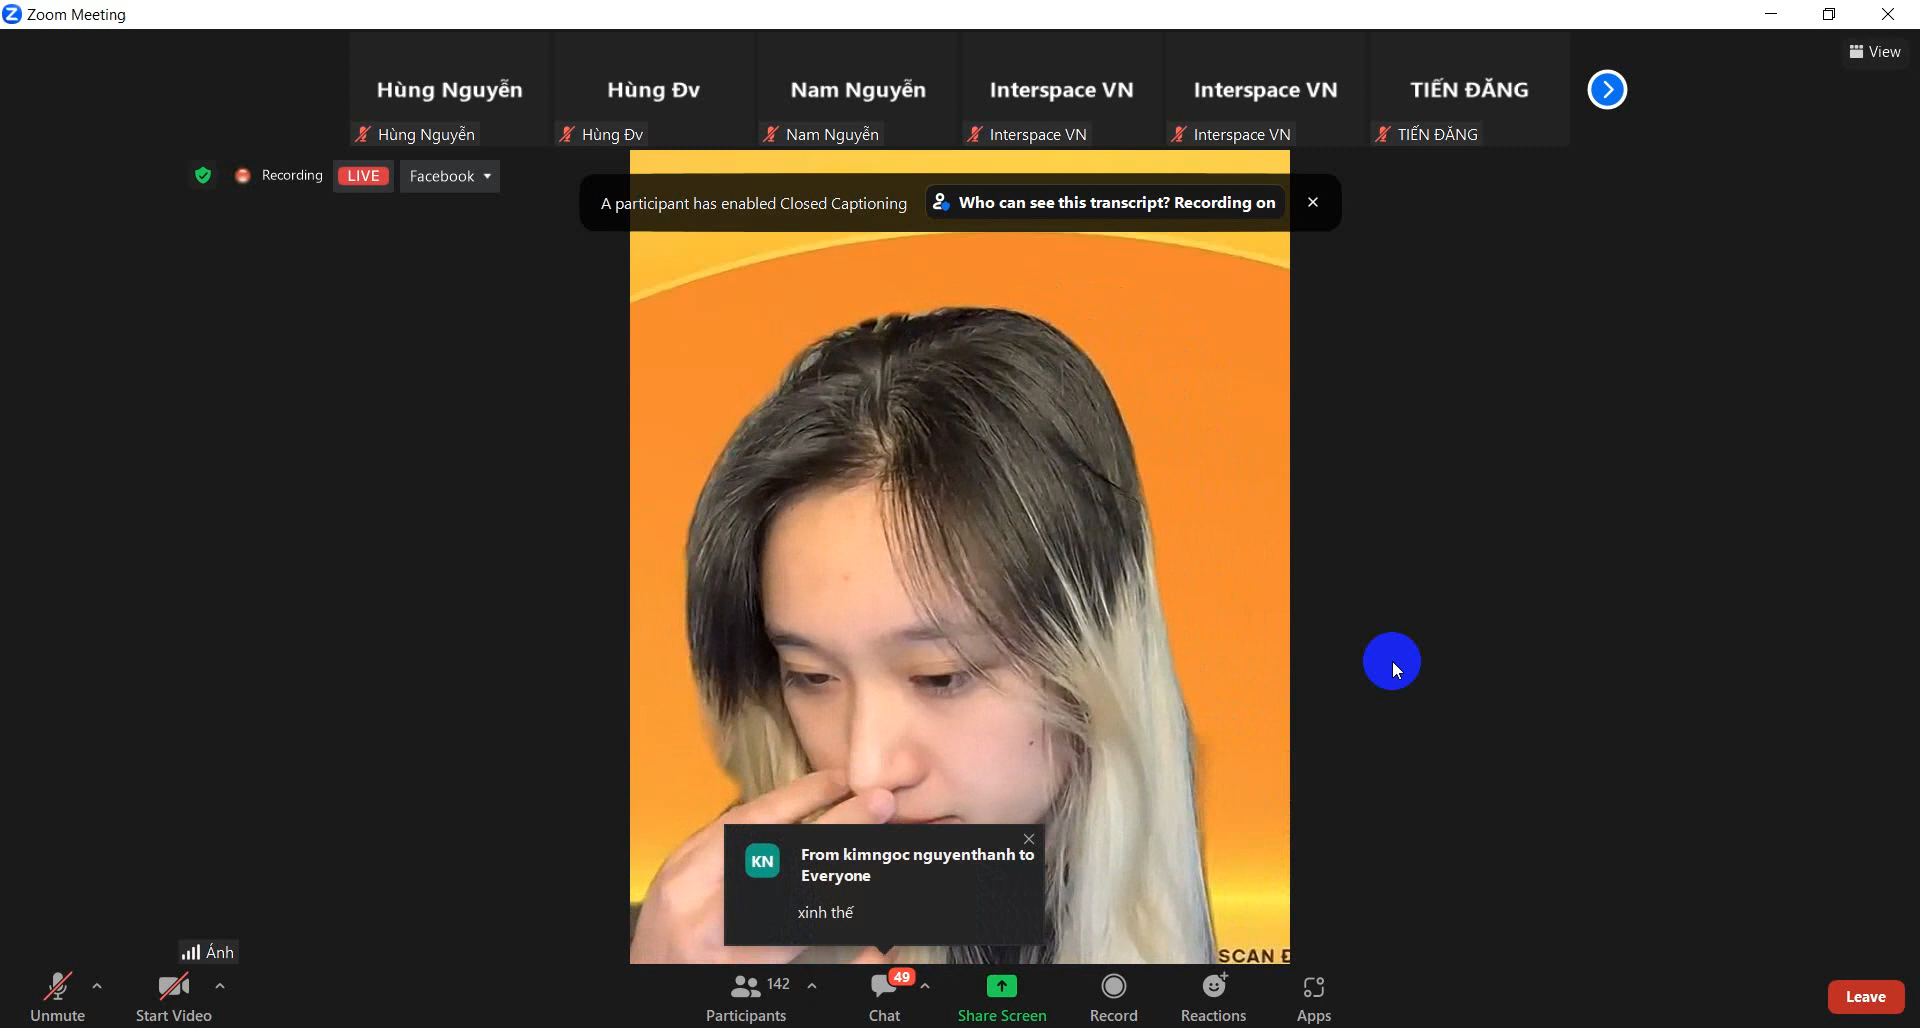 Zoom Meeting
View
Hùng Nguyễn
Hùng Đv
Nam Nguyễn
Interspace VN
Interspace VN
TIẾN ĐĂNG
Hùng Nguyễn
Hùng Đv
Nam Nguyễn
Interspace VN
Interspace VN
TIẾN ĐĂNG
Recording
LIVE
Facebook
A participant has enabled Closed Captioning
Who can see this transcript? Recording on
KN
From kimngoc nguyenthanh to
Everyone
xinh thế
SCAN
Ánh
Unmute
Start Video
142
Participants
49
Chat
Share Screen
Record
Reactions
Apps
Leave